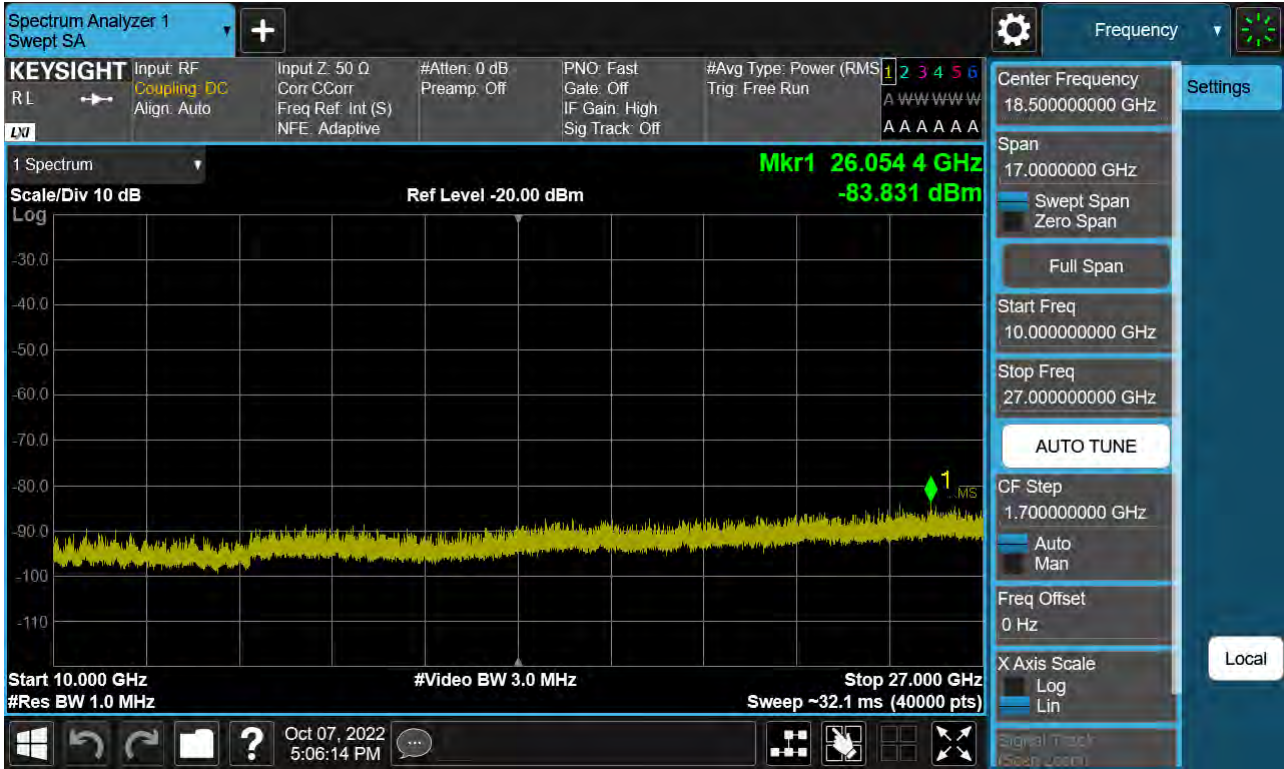 Spectrum Analyzer 1
Swept SA
Frequency
KEYSIGHT
RL
LXI
Input: RF
Coupling: DC
Align: Auto
Input Z: 50 Ω
Corr CCorr
Freq Ref: Int (S)
NFE: Adaptive
#Atten: 0 dB
Preamp: Off
PNO: Fast
Gate: Off
IF Gain: High
Sig Track: Off
#Avg Type: Power (RMS
Trig: Free Run
1 2 3 4 5 6
A W W W W W
A A A A A A
1 Spectrum
Scale/Div 10 dB
Ref Level -20.00 dBm
Mkr1 26.054 4 GHz
-83.831 dBm
Log
-30.0
-40.0
-50.0
-60.0
-70.0
-80.0
-90.0
-100
-110
1
MS
Start 10.000 GHz
#Video BW 3.0 MHz
Stop 27.000 GHz
#Res BW 1.0 MHz
Sweep ~32.1 ms (40000 pts)
Center Frequency
18.500000000 GHz
Settings
Span
17.0000000 GHz
Swept Span
Zero Span
Full Span
Start Freq
10.000000000 GHz
Stop Freq
27.000000000 GHz
AUTO TUNE
CF Step
1.700000000 GHz
Auto
Man
Freq Offset
0 Hz
X Axis Scale
Log
Lin
Local
Signal Track
(Span Zoom)
?
Oct 07, 2022
5:06:14 PM